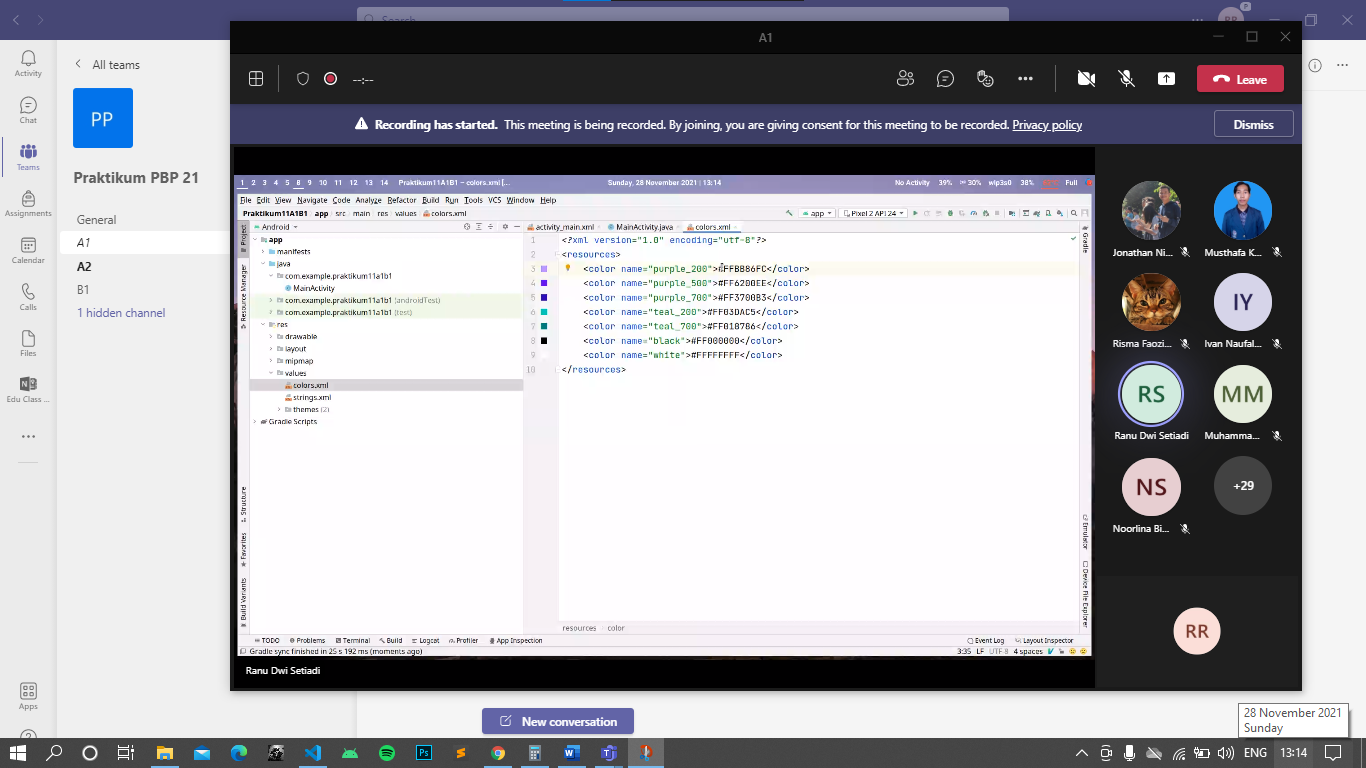 Search
RR
A1
Activity
Chat
Teams
Assignments
Calendar
Calls
Files
Edu Class ...
Apps
All teams
PP
Praktikum PBP 21
General
A1
A2
B1
1 hidden channel
--:--
Leave
Recording has started. This meeting is being recorded. By joining, you are giving consent for this meeting to be recorded. Privacy policy
Dismiss
1 2 3 4 5 8 9 10 11 12 13 14 Praktikum11A1B1 – colors.xml [...
Sunday, 28 November 2021 | 13:14
No Activity 39% 30% wlp3s0 38% Full
File Edit View Navigate Code Analyze Refactor Build Run Tools VCS Window Help
Praktikum11A1B1 app src main res values colors.xml
app Pixel 2 API 24
Android
activity_main.xml MainActivity.java colors.xml
Project
Resource Manager
Structure
Favorites
Build Variants
app
manifests
java
com.example.praktikum11a1b1
MainActivity
com.example.praktikum11a1b1 (androidTest)
com.example.praktikum11a1b1 (test)
res
drawable
layout
mipmap
values
colors.xml
strings.xml
themes (2)
Gradle Scripts
1 <?xml version="1.0" encoding="utf-8"?>
2 <resources>
3 <color name="purple_200">#FFBB86FC</color>
4 <color name="purple_500">#FF6200EE</color>
5 <color name="purple_700">#FF3700B3</color>
6 <color name="teal_200">#FF03DAC5</color>
7 <color name="teal_700">#FF018786</color>
8 <color name="black">#FF000000</color>
9 <color name="white">#FFFFFFFF</color>
10 </resources>
Gradle
Emulator
Device File Explorer
resources color
TODO Problems Terminal Build Logcat Profiler App Inspection
Event Log Layout Inspector
Gradle sync finished in 25 s 192 ms (moments ago)
3:35 LF UTF-8 4 spaces
Ranu Dwi Setiadi
Jonathan Ni...
Musthafa K...
Risma Faozi...
IY
Ivan Naufal...
RS
Ranu Dwi Setiadi
MM
Muhamma...
NS
Noorlina Bi...
+29
RR
New conversation
28 November 2021
Sunday
Ps
ENG
13:14